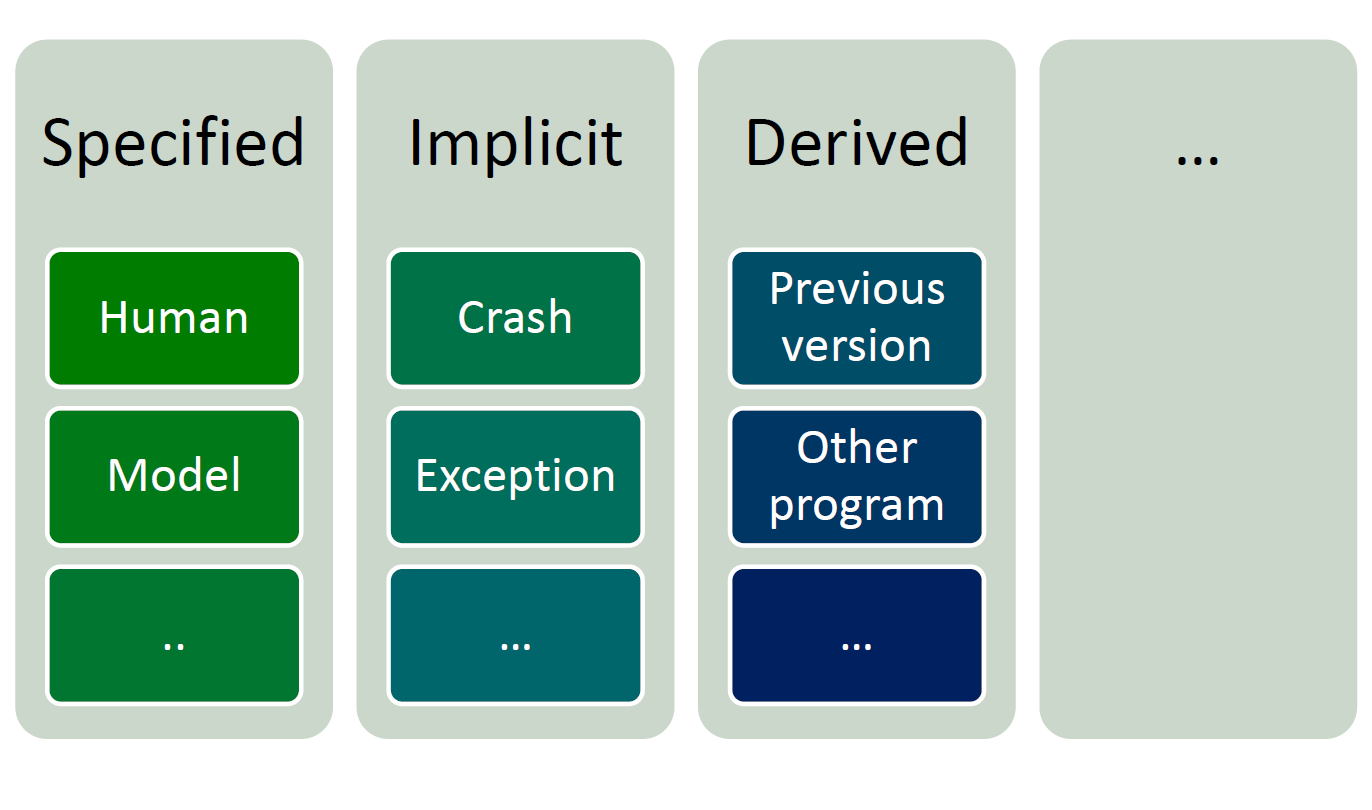 Specified
Human
Model
..
Implicit
Crash
Exception
...
Derived
Previous
version
Other
program
...
...